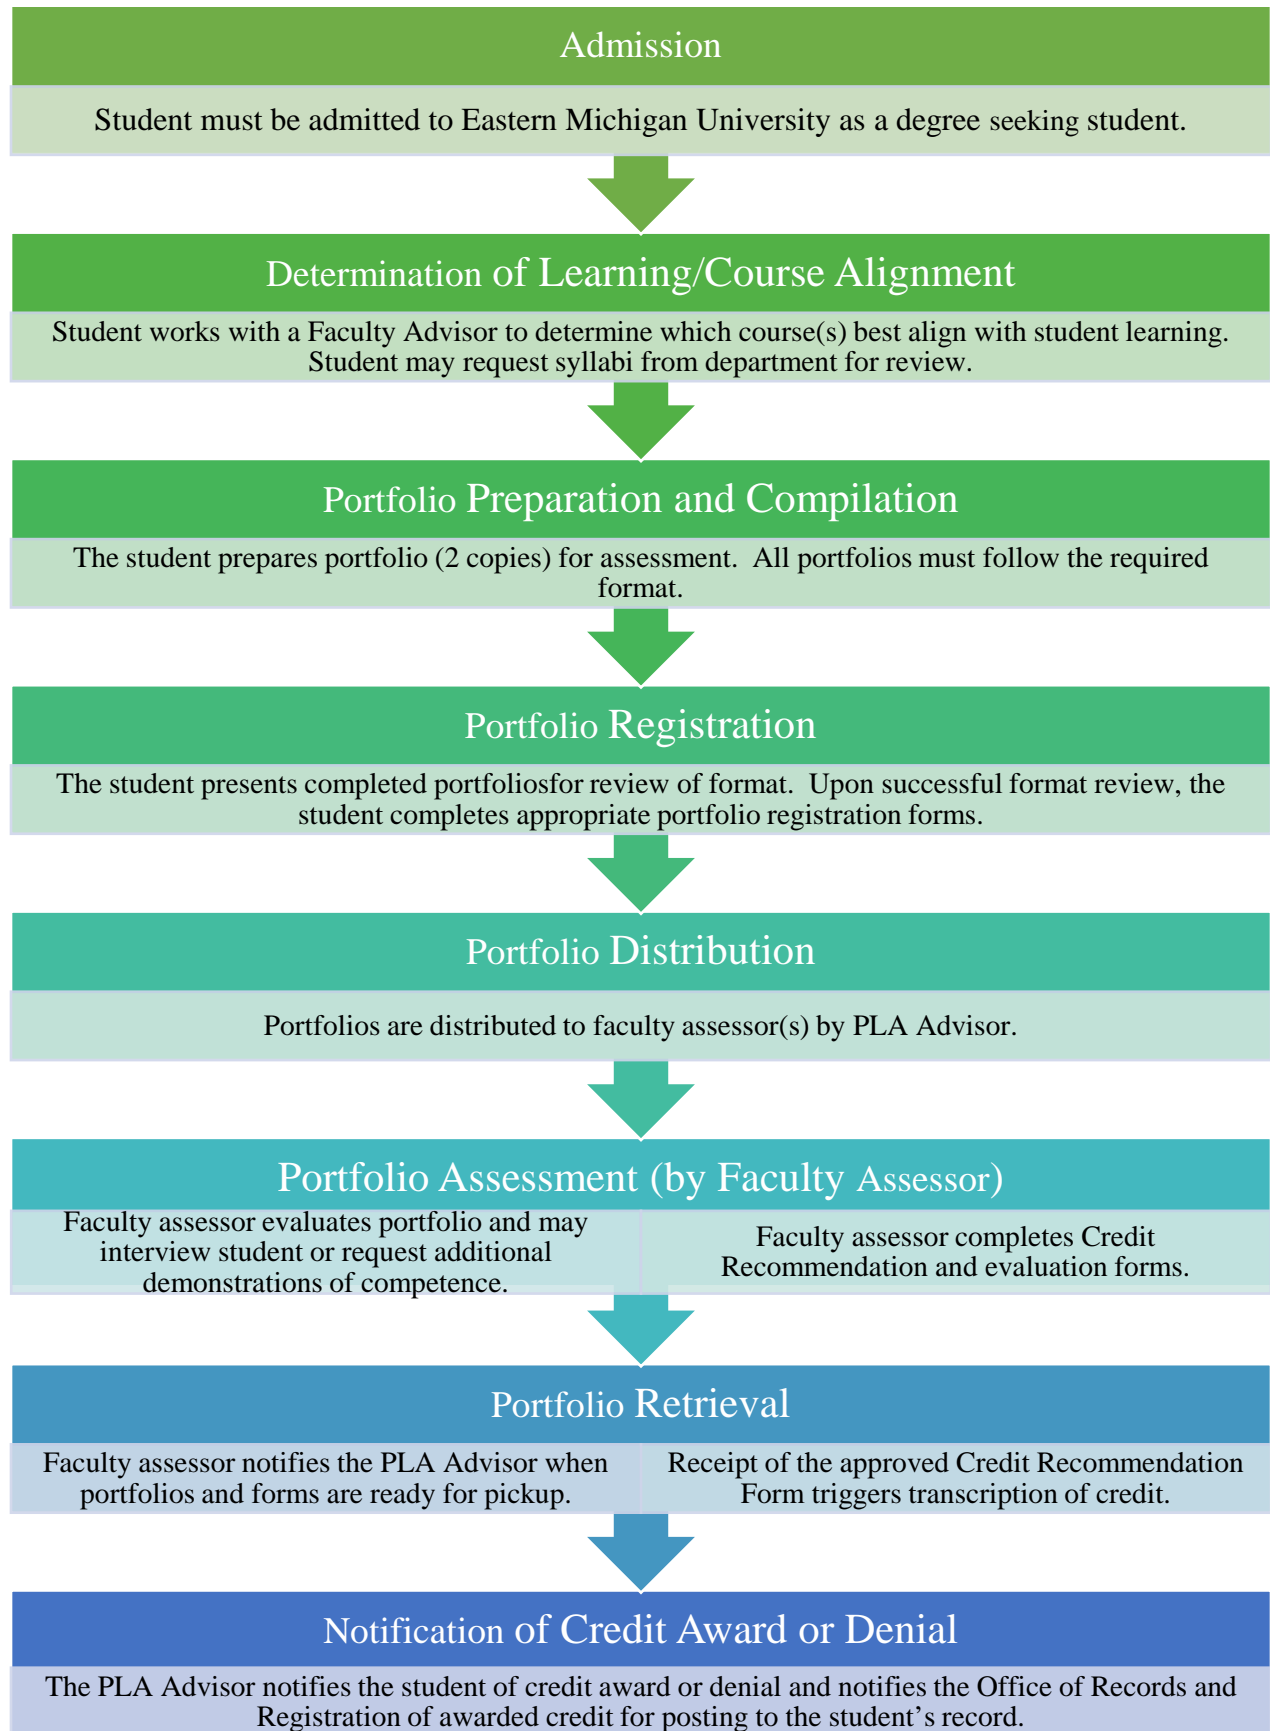 Admission
Student must be admitted to Eastern Michigan University as a degree seeking student.
Determination of Learning/Course Alignment
Student works with a Faculty Advisor to determine which course(s) best align with student learning.
Student may request syllabi from department for review.
Portfolio Preparation and Compilation
The student prepares portfolio (2 copies) for assessment.  All portfolios must follow the required
format.
Portfolio Registration
The student presents completed portfoliosfor review of format.  Upon successful format review, the
student completes appropriate portfolio registration forms.
Portfolio Distribution
Portfolios are distributed to faculty assessor(s) by PLA Advisor.
Portfolio Assessment (by Faculty Assessor)
Faculty assessor evaluates portfolio and may
interview student or request additional
demonstrations of competence.
Faculty assessor completes Credit
Recommendation and evaluation forms.
Portfolio Retrieval
Faculty assessor notifies the PLA Advisor when
portfolios and forms are ready for pickup.
Receipt of the approved Credit Recommendation
Form triggers transcription of credit.
Notification of Credit Award or Denial
The PLA Advisor notifies the student of credit award or denial and notifies the Office of Records and
Registration of awarded credit for posting to the student's record.